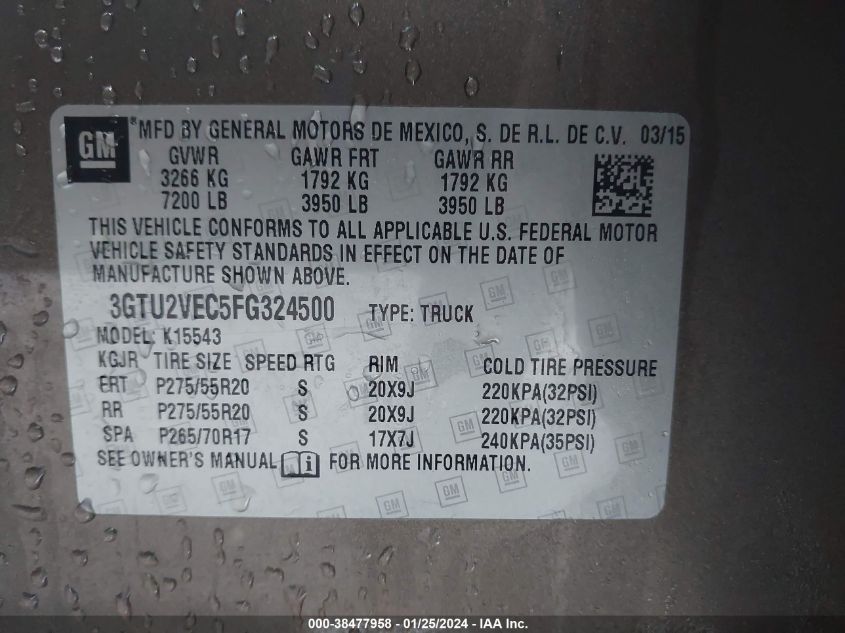 GM ® MFD BY GENERAL MOTORS DE MEXICO, S. DE R.L. DE C.V. 03/15
GVWR GAWR FRT GAWR RR
3266 KG 1792 KG 1792 KG
7200 LB 3950 LB 3950 LB
THIS VEHICLE CONFORMS TO ALL APPLICABLE U.S. FEDERAL MOTOR
VEHICLE SAFETY STANDARDS IN EFFECT ON THE DATE OF
MANUFACTURE SHOWN ABOVE.
3GTU2VEC5FG324500 TYPE: TRUCK
MODEL: K15543
KGJR TIRE SIZE SPEED RTG RIM COLD TIRE PRESSURE
FRT P275/55R20 S 20X9J 220KPA(32PSI)
RR P275/55R20 S 20X9J 220KPA(32PSI)
SPA P265/70R17 S 17X7J 240KPA(35PSI)
SEE OWNER'S MANUAL i FOR MORE INFORMATION.
000-38477958 - 01/25/2024 - IAA Inc.